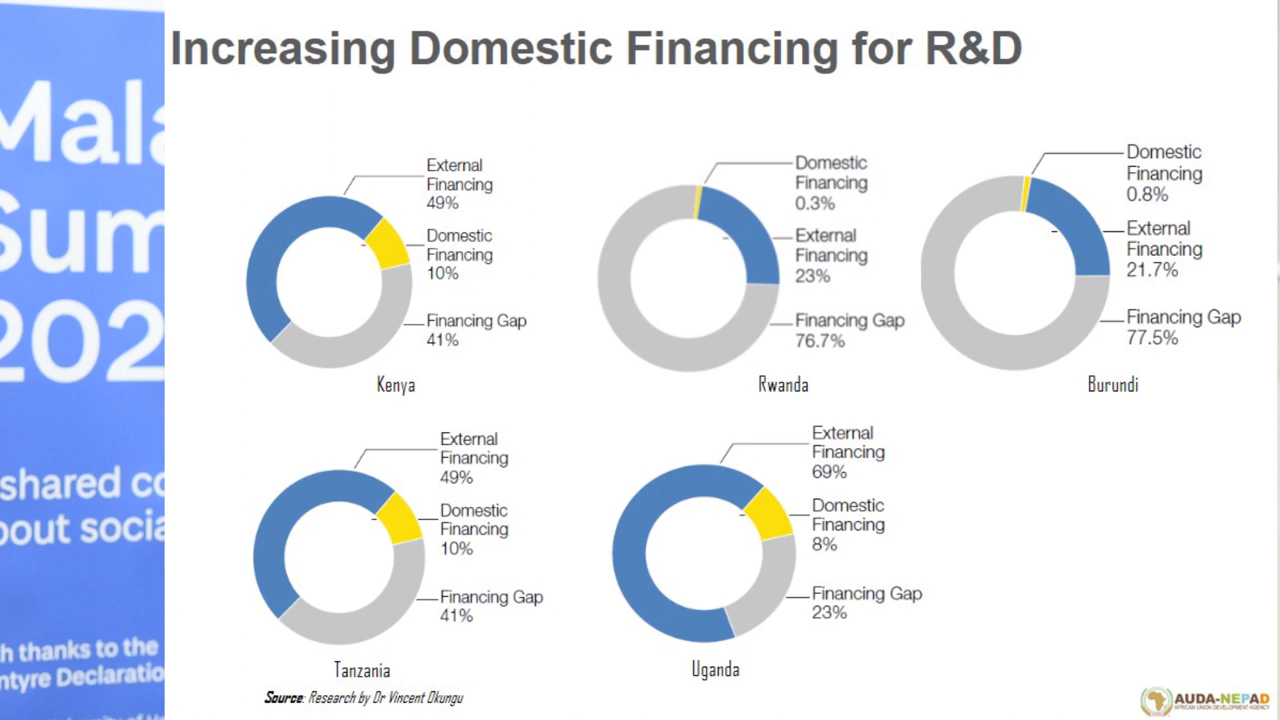 Increasing Domestic Financing for R&D
Mala
Sum
202
shared co
bout socia
h thanks to the
ntyre Declaratio
External
Financing
49%
Domestic
Financing
10%
Financing Gap
41%
Kenya
Domestic
Financing
0.3%
External
Financing
23%
Financing Gap
76.7%
Rwanda
Domestic
Financing
0.8%
External
Financing
21.7%
Financing Gap
77.5%
Burundi
External
Financing
49%
Domestic
Financing
10%
Financing Gap
41%
Tanzania
External
Financing
69%
Domestic
Financing
8%
Financing Gap
23%
Uganda
Source: Research by Dr Vincent Okungu
AUDA-NEPAD
AFRICAN UNION DEVELOPMENT AGENCY